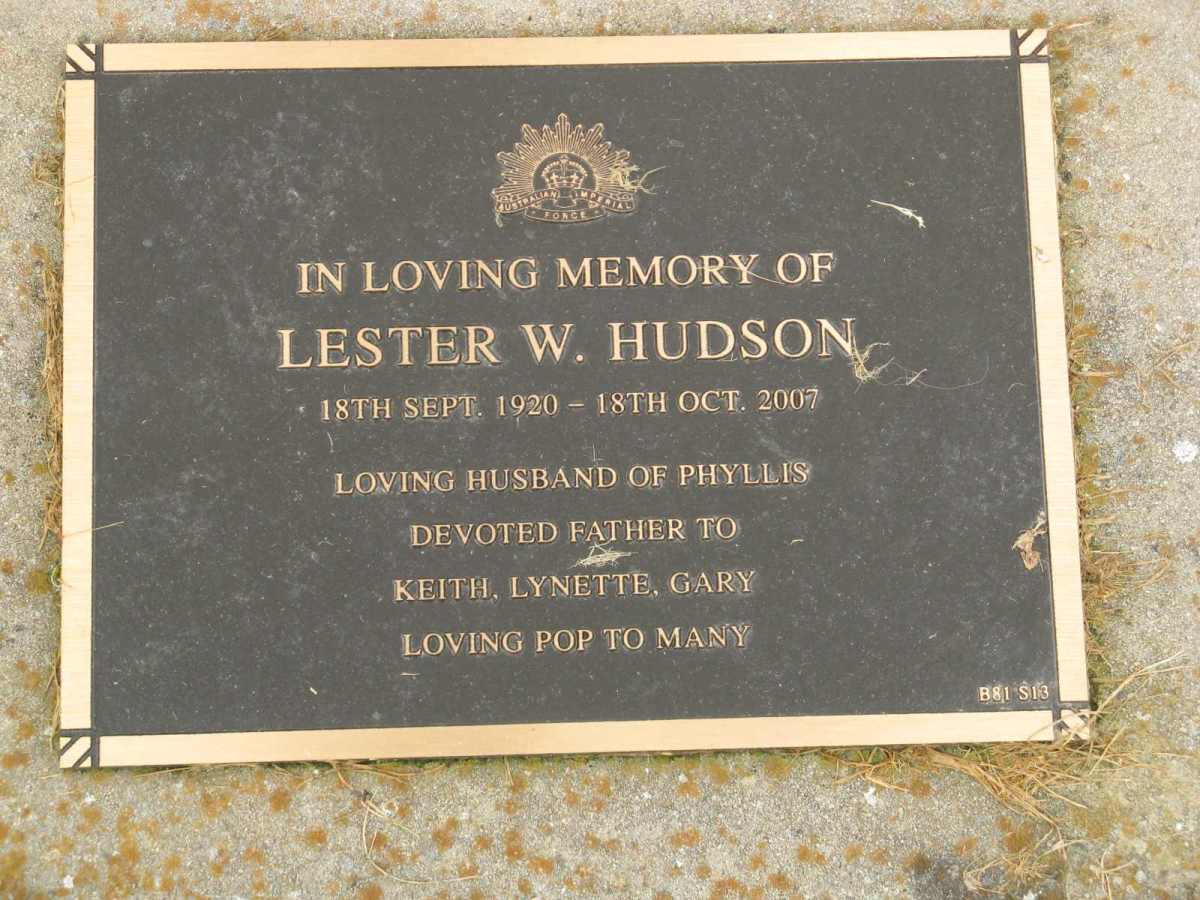 AUSTRALIAN IMPERIAL
FORCE
IN LOVING MEMORY OF
LESTER W. HUDSON
18TH SEPT. 1920 – 18TH OCT. 2007
LOVING HUSBAND OF PHYLLIS
DEVOTED FATHER TO
KEITH, LYNETTE, GARY
LOVING POP TO MANY
B81 S13